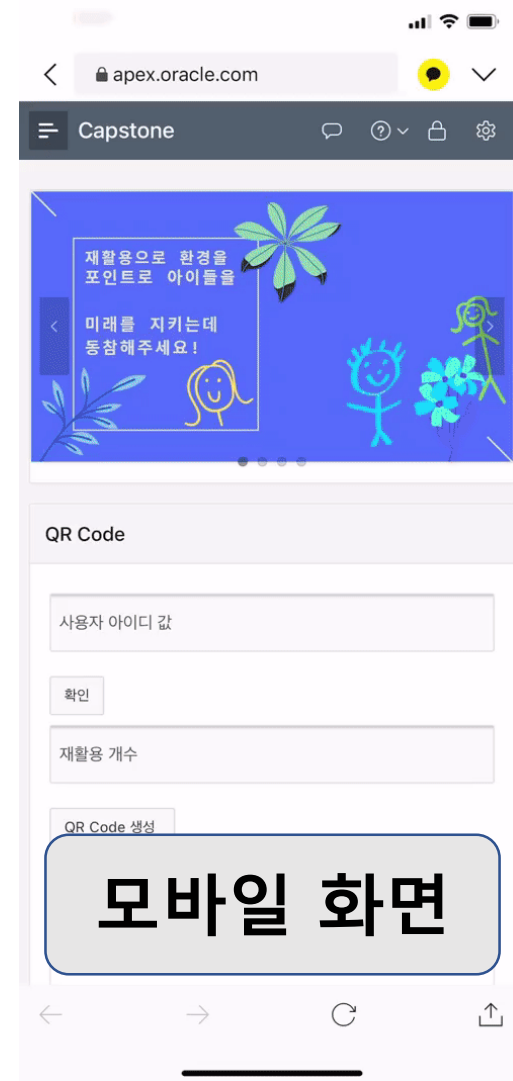 apex.oracle.com
Capstone
재활용으로 환경을
포인트로 아이들을
미래를 지키는데
동참해주세요!
QR Code
사용자 아이디 값
확인
재활용 개수
QR Code 생성
모바일 화면